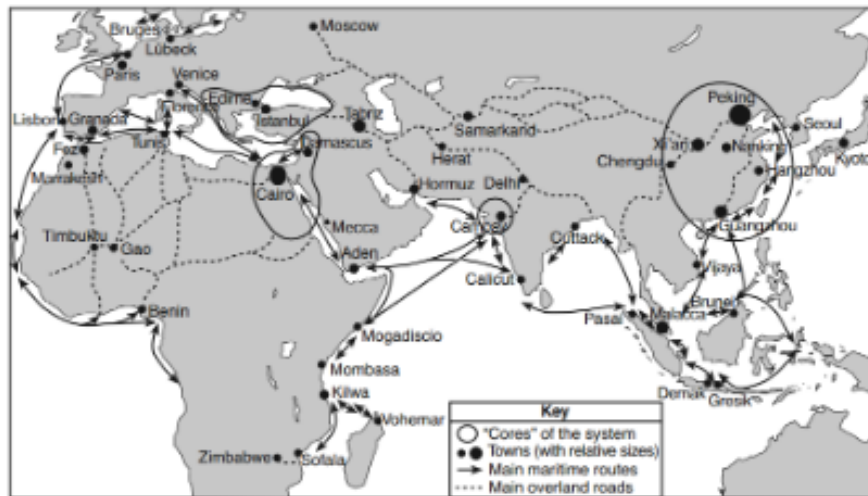 Moscow
Bruges
Lübeck
Paris
Venice
Florence
Edirne
Istanbul
Tabriz
Samarkand
Peking
Seoul
Lisbon
Granada
Tunis
Damascus
Herat
Xi'an
Nanking
Kyoto
Fez
Chengdu
Hangzhou
Marrakesh
Cairo
Hormuz
Delhi
Mecca
Cambay
Guangzhou
Timbuktu
Gao
Aden
Cuttack
Calicut
Vijaya
Brunei
Benin
Pasai
Malacca
Mogadiscio
Mombasa
Demak
Gresik
Kilwa
Vohemar
Zimbabwe
Sofala
Key
"Cores" of the system
Towns (with relative sizes)
Main maritime routes
Main overland roads